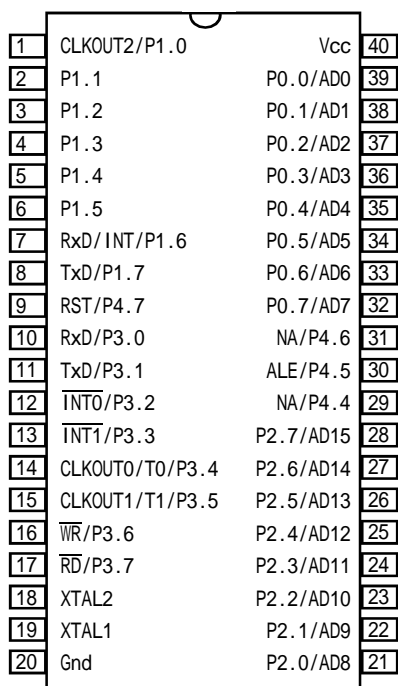 1 CLKOUT2/P1.0 Vcc 40
2 P1.1 P0.0/AD0 39
3 P1.2 P0.1/AD1 38
4 P1.3 P0.2/AD2 37
5 P1.4 P0.3/AD3 36
6 P1.5 P0.4/AD4 35
7 RxD/INT/P1.6 P0.5/AD5 34
8 TxD/P1.7 P0.6/AD6 33
9 RST/P4.7 P0.7/AD7 32
10 RxD/P3.0 NA/P4.6 31
11 TxD/P3.1 ALE/P4.5 30
12 I̅N̅T̅0̅/P3.2 NA/P4.4 29
13 I̅N̅T̅1̅/P3.3 P2.7/AD15 28
14 CLKOUT0/T0/P3.4 P2.6/AD14 27
15 CLKOUT1/T1/P3.5 P2.5/AD13 26
16 W̅R̅/P3.6 P2.4/AD12 25
17 R̅D̅/P3.7 P2.3/AD11 24
18 XTAL2 P2.2/AD10 23
19 XTAL1 P2.1/AD9 22
20 Gnd P2.0/AD8 21